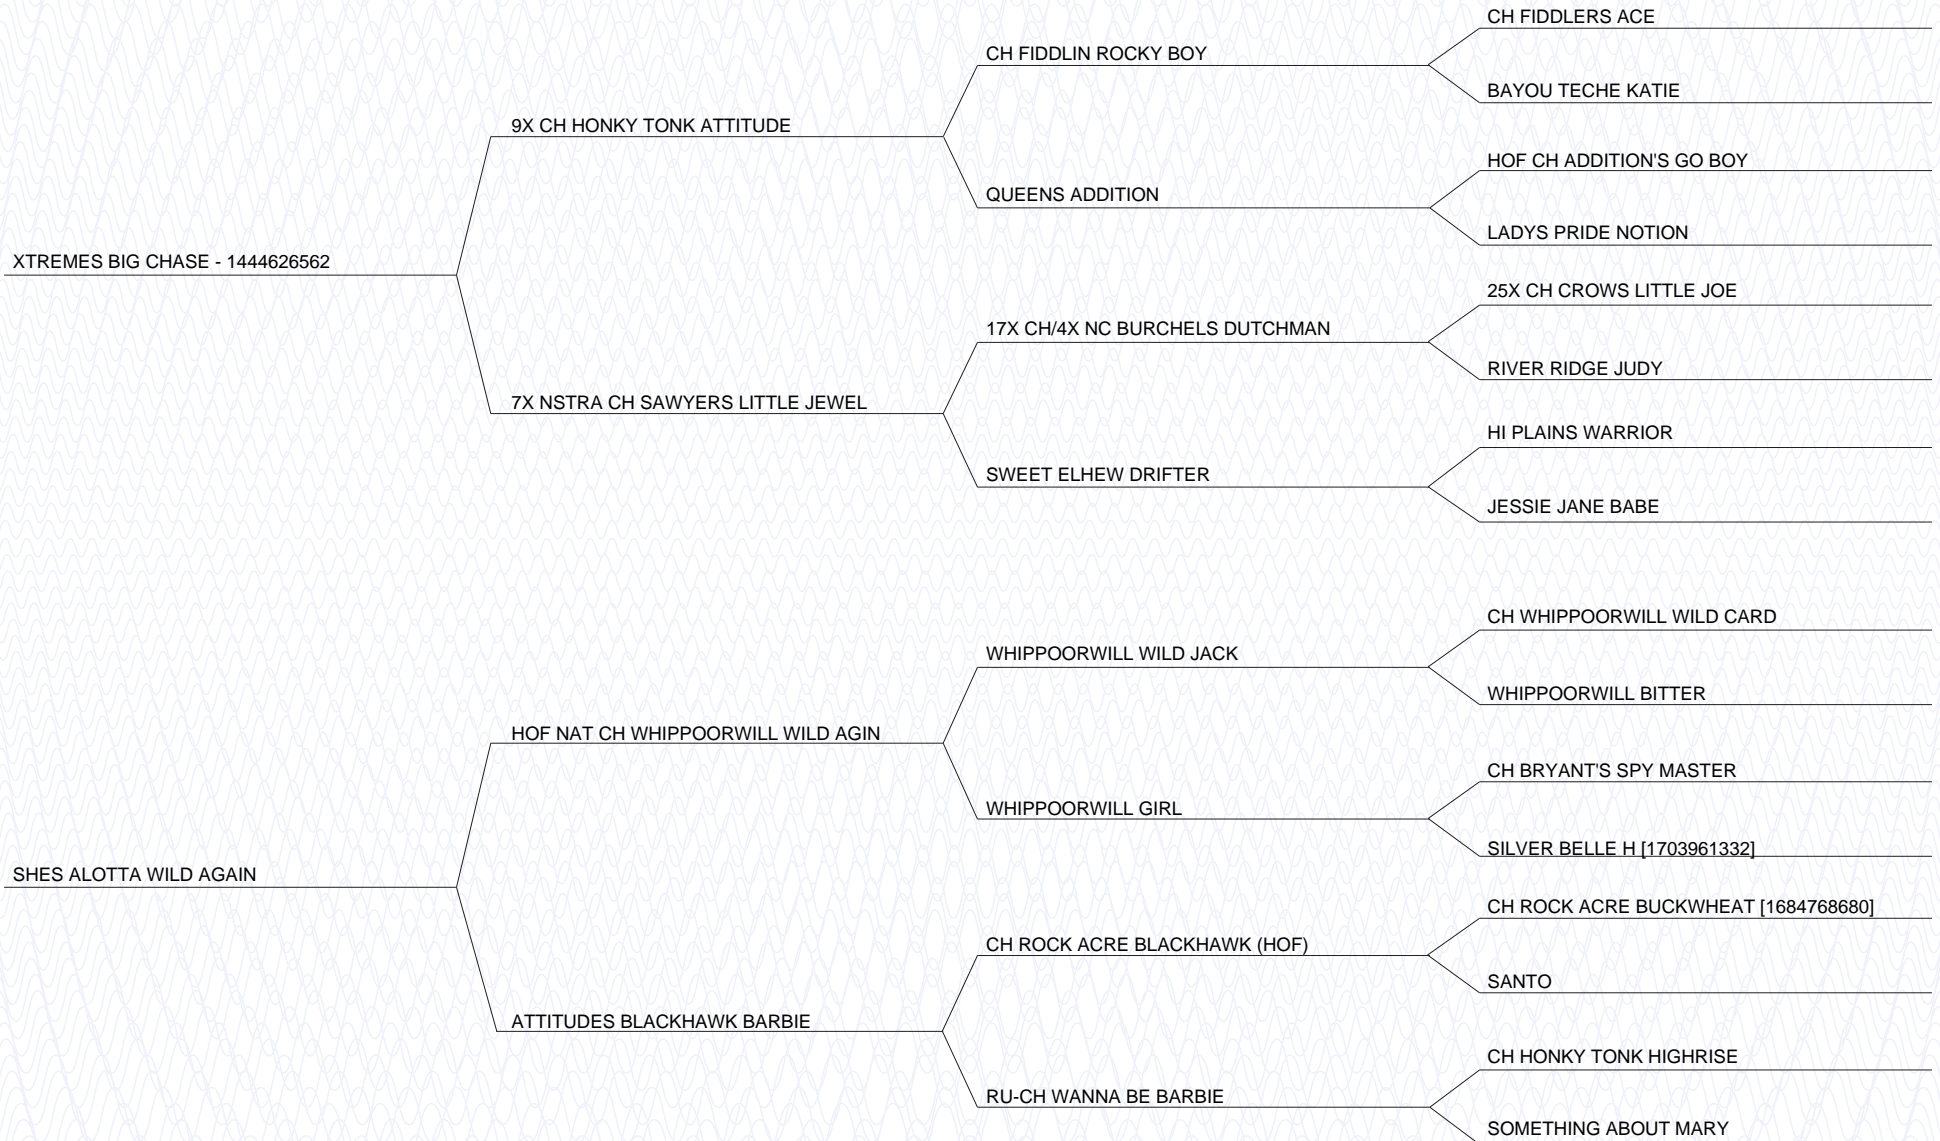 CH FIDDLERS ACE
CH FIDDLIN ROCKY BOY
BAYOU TECHE KATIE
9X CH HONKY TONK ATTITUDE
HOF CH ADDITION'S GO BOY
QUEENS ADDITION
LADYS PRIDE NOTION
XTREMES BIG CHASE - 1444626562
25X CH CROWS LITTLE JOE
17X CH/4X NC BURCHELS DUTCHMAN
RIVER RIDGE JUDY
7X NSTRA CH SAWYERS LITTLE JEWEL
HI PLAINS WARRIOR
SWEET ELHEW DRIFTER
JESSIE JANE BABE
CH WHIPPOORWILL WILD CARD
WHIPPOORWILL WILD JACK
WHIPPOORWILL BITTER
HOF NAT CH WHIPPOORWILL WILD AGIN
CH BRYANT'S SPY MASTER
WHIPPOORWILL GIRL
SILVER BELLE H [1703961332]
SHES ALOTTA WILD AGAIN
CH ROCK ACRE BUCKWHEAT [1684768680]
CH ROCK ACRE BLACKHAWK (HOF)
SANTO
ATTITUDES BLACKHAWK BARBIE
CH HONKY TONK HIGHRISE
RU-CH WANNA BE BARBIE
SOMETHING ABOUT MARY